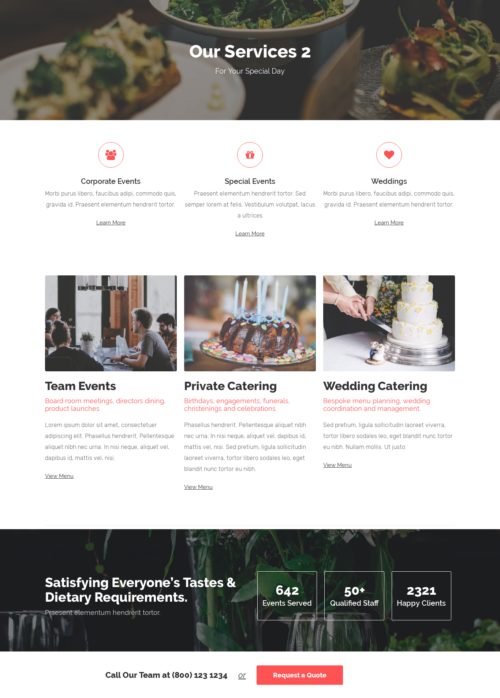 Our Services 2
For Your Special Day
Corporate Events
Morbi purus libero, faucibus adipi, commodo quis,
gravida id. Praesent elementum hendrerit tortor.
Learn More
Special Events
Praesent elementum hendrerit tortor. Sed
semper lorem at felis. Vestibulum volutpat, lacus
a ultrices
Learn More
Weddings
Morbi purus libero, faucibus adipi, commodo quis,
gravida id. Praesent elementum hendrerit tortor.
Learn More
Team Events
Board room meetings, directors dining,
product launches
Lorem ipsum dolor sit amet, consectetuer
adipiscing elit. Phasellus hendrerit. Pellentesque
aliquet nibh nec urna. In nisi neque, aliquet vel,
dapibus id, mattis vel, nisi.
View Menu
Private Catering
Birthdays, engagements, funerals,
christenings and celebrations
Phasellus hendrerit. Pellentesque aliquet nibh
nec urna. In nisi neque, aliquet vel, dapibus id,
mattis vel, nisi. Sed pretium, ligula sollicitudin
laoreet viverra, tortor libero sodales leo, eget
blandit nunc tortor eu nibh.
View Menu
Wedding Catering
Bespoke menu planning, wedding
coordination and management
Sed pretium, ligula sollicitudin laoreet viverra,
tortor libero sodales leo, eget blandit nunc tortor
eu nibh. Nullam mollis. Ut justo.
View Menu
Satisfying Everyone's Tastes &
Dietary Requirements.
Praesent elementum hendrerit tortor.
642
Events Served
50+
Qualified Staff
2321
Happy Clients
Call Our Team at (800) 123 1234 or Request a Quote